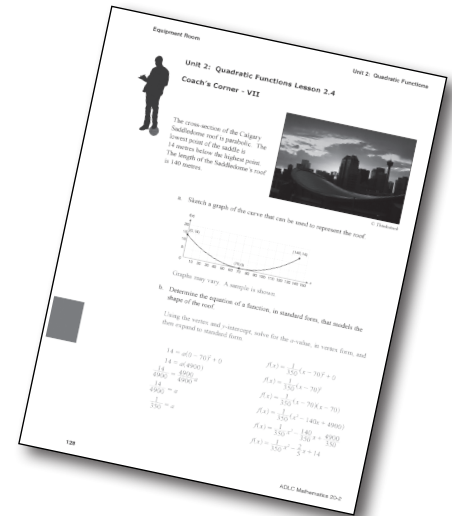 Equipment Room
Unit 2: Quadratic Functions
Unit 2: Quadratic Functions Lesson 2.4
Coach's Corner - VII
The cross-section of the Calgary
Saddledome roof is parabolic. The
lowest point of the saddle is
14 metres below the highest point.
The length of the Saddledome's roof
is 140 metres.
© Thinkstock
a. Sketch a graph of the curve that can be used to represent the roof.
Graphs may vary. A sample is shown.
b. Determine the equation of a function, in standard form, that models the
shape of the roof.
Using the vertex and y-intercept, solve for the a-value, in vertex form, and
then expand to standard form.
14 = a(0 − 70)² + 0
14 = a(4900)
14/4900 = 4900/4900 a
14/4900 = a
1/350 = a
f(x) = 1/350 (x − 70)² + 0
f(x) = 1/350 (x − 70)²
f(x) = 1/350 (x − 70)(x − 70)
f(x) = 1/350 (x² − 140x + 4900)
f(x) = 1/350 x² − 140/350 x + 4900/350
f(x) = 1/350 x² − 2/5 x + 14
128
ADLC Mathematics 20-2